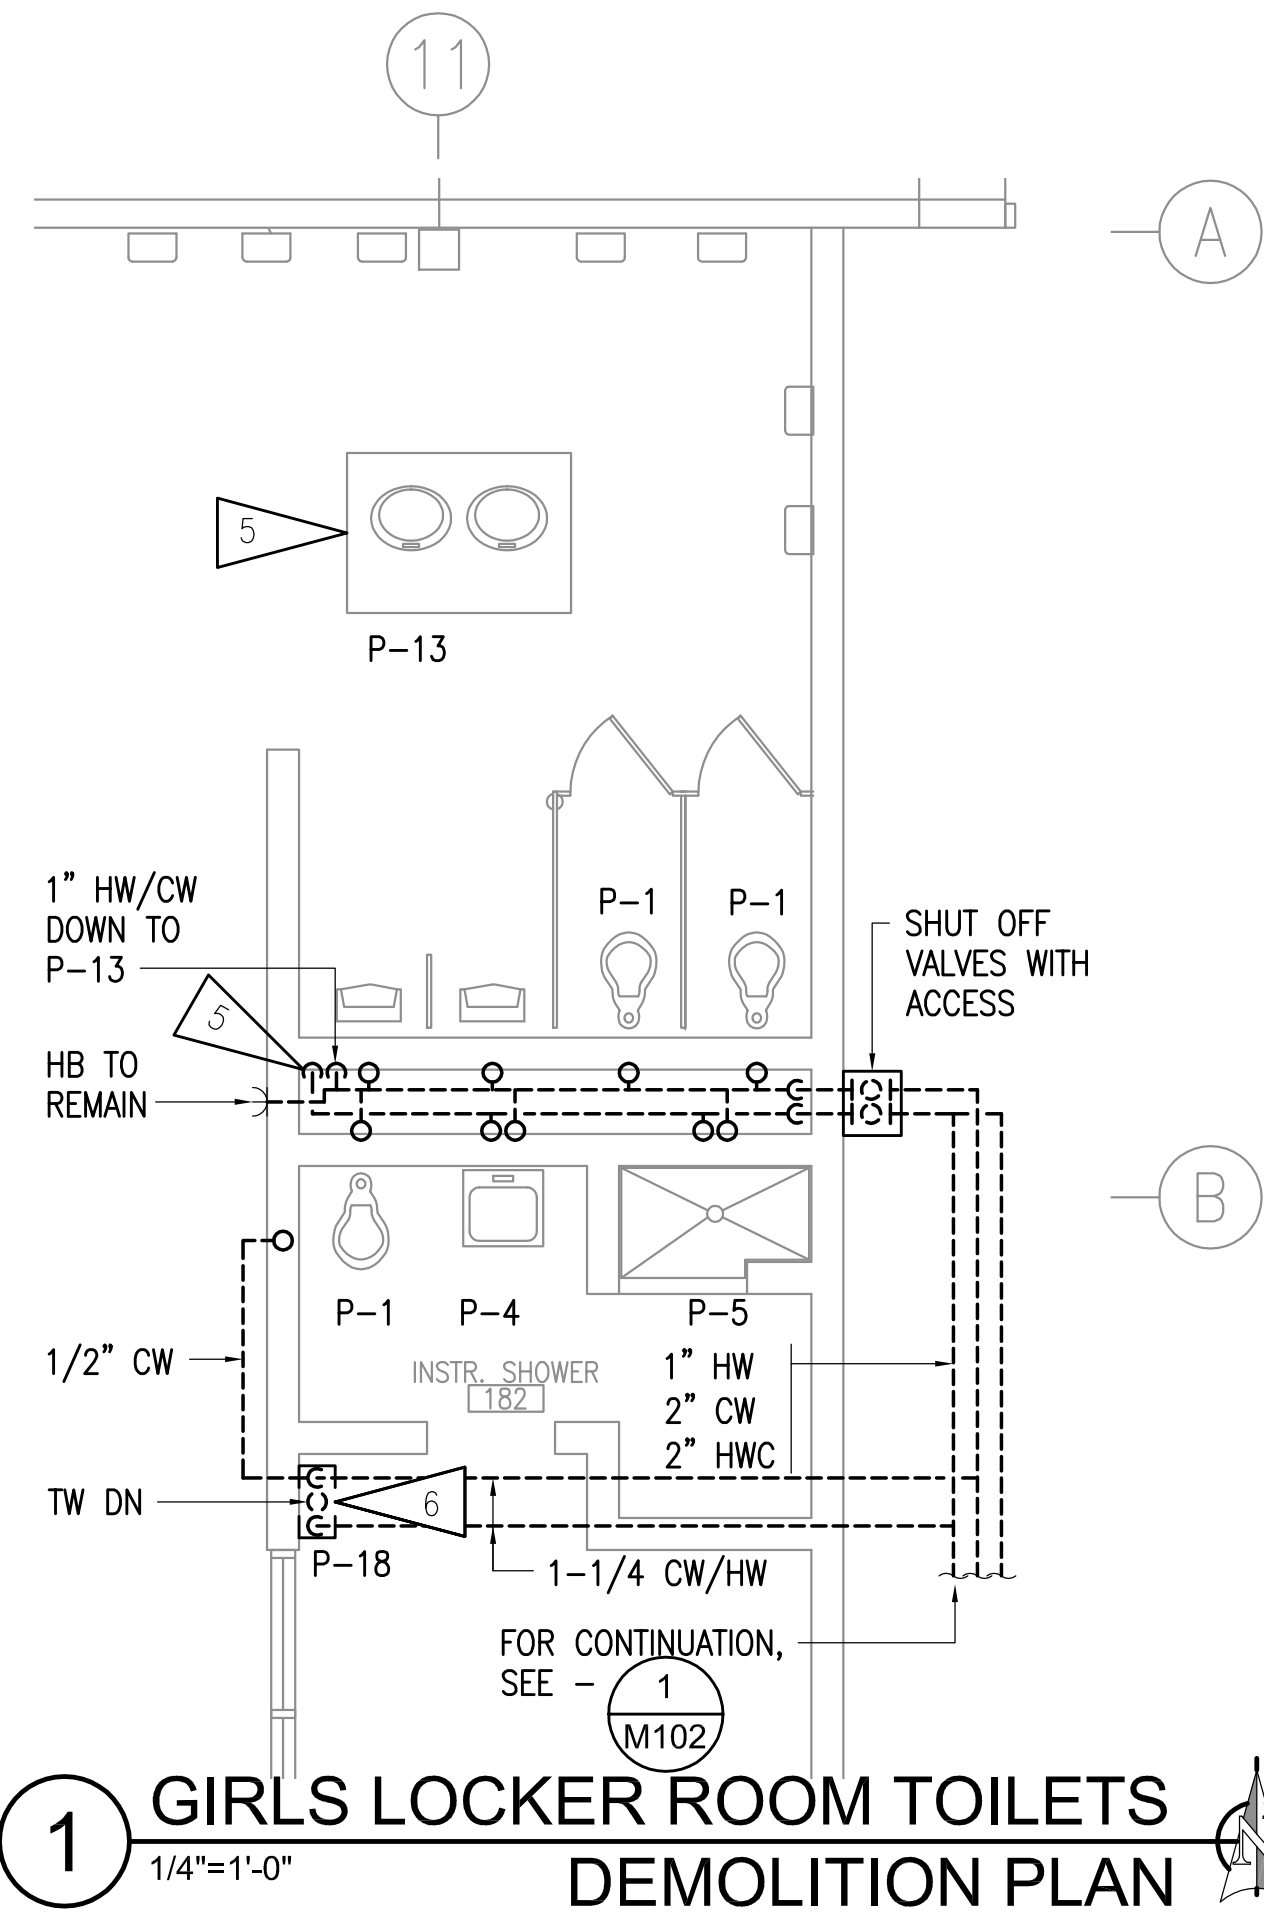 11
A
5
P-13
1” HW/CW
DOWN TO
P-13
P-1
P-1
SHUT OFF
VALVES WITH
ACCESS
5
HB TO
REMAIN
B
P-1
P-4
P-5
1/2” CW
INSTR. SHOWER
182
1” HW
2” CW
2” HWC
TW DN
6
P-18
1-1/4 CW/HW
FOR CONTINUATION,
SEE -
1
M102
1
GIRLS LOCKER ROOM TOILETS
1/4"=1'-0"
DEMOLITION PLAN
N